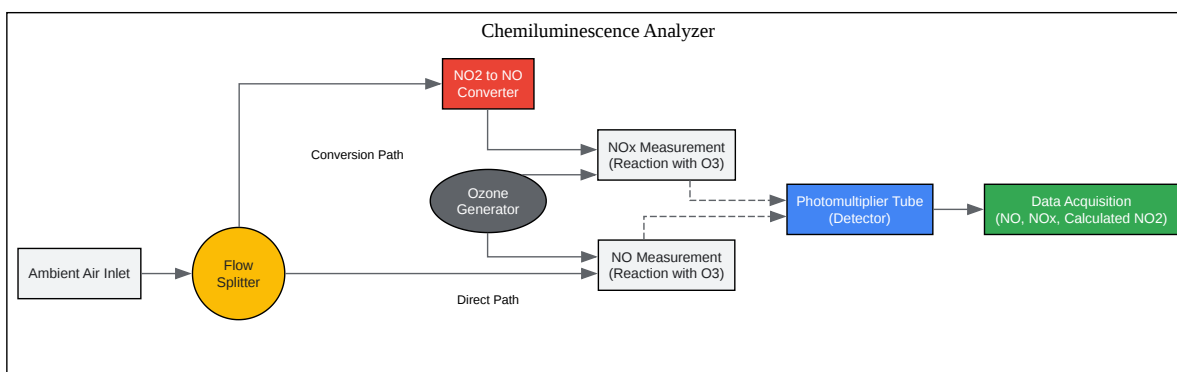 Chemiluminescence Analyzer
NO2 to NO
Converter
Conversion Path
NOx Measurement
(Reaction with O3)
Ozone
Generator
Photomultiplier Tube
(Detector)
Data Acquisition
(NO, NOx, Calculated NO2)
Ambient Air Inlet
Flow
Splitter
NO Measurement
(Reaction with O3)
Direct Path